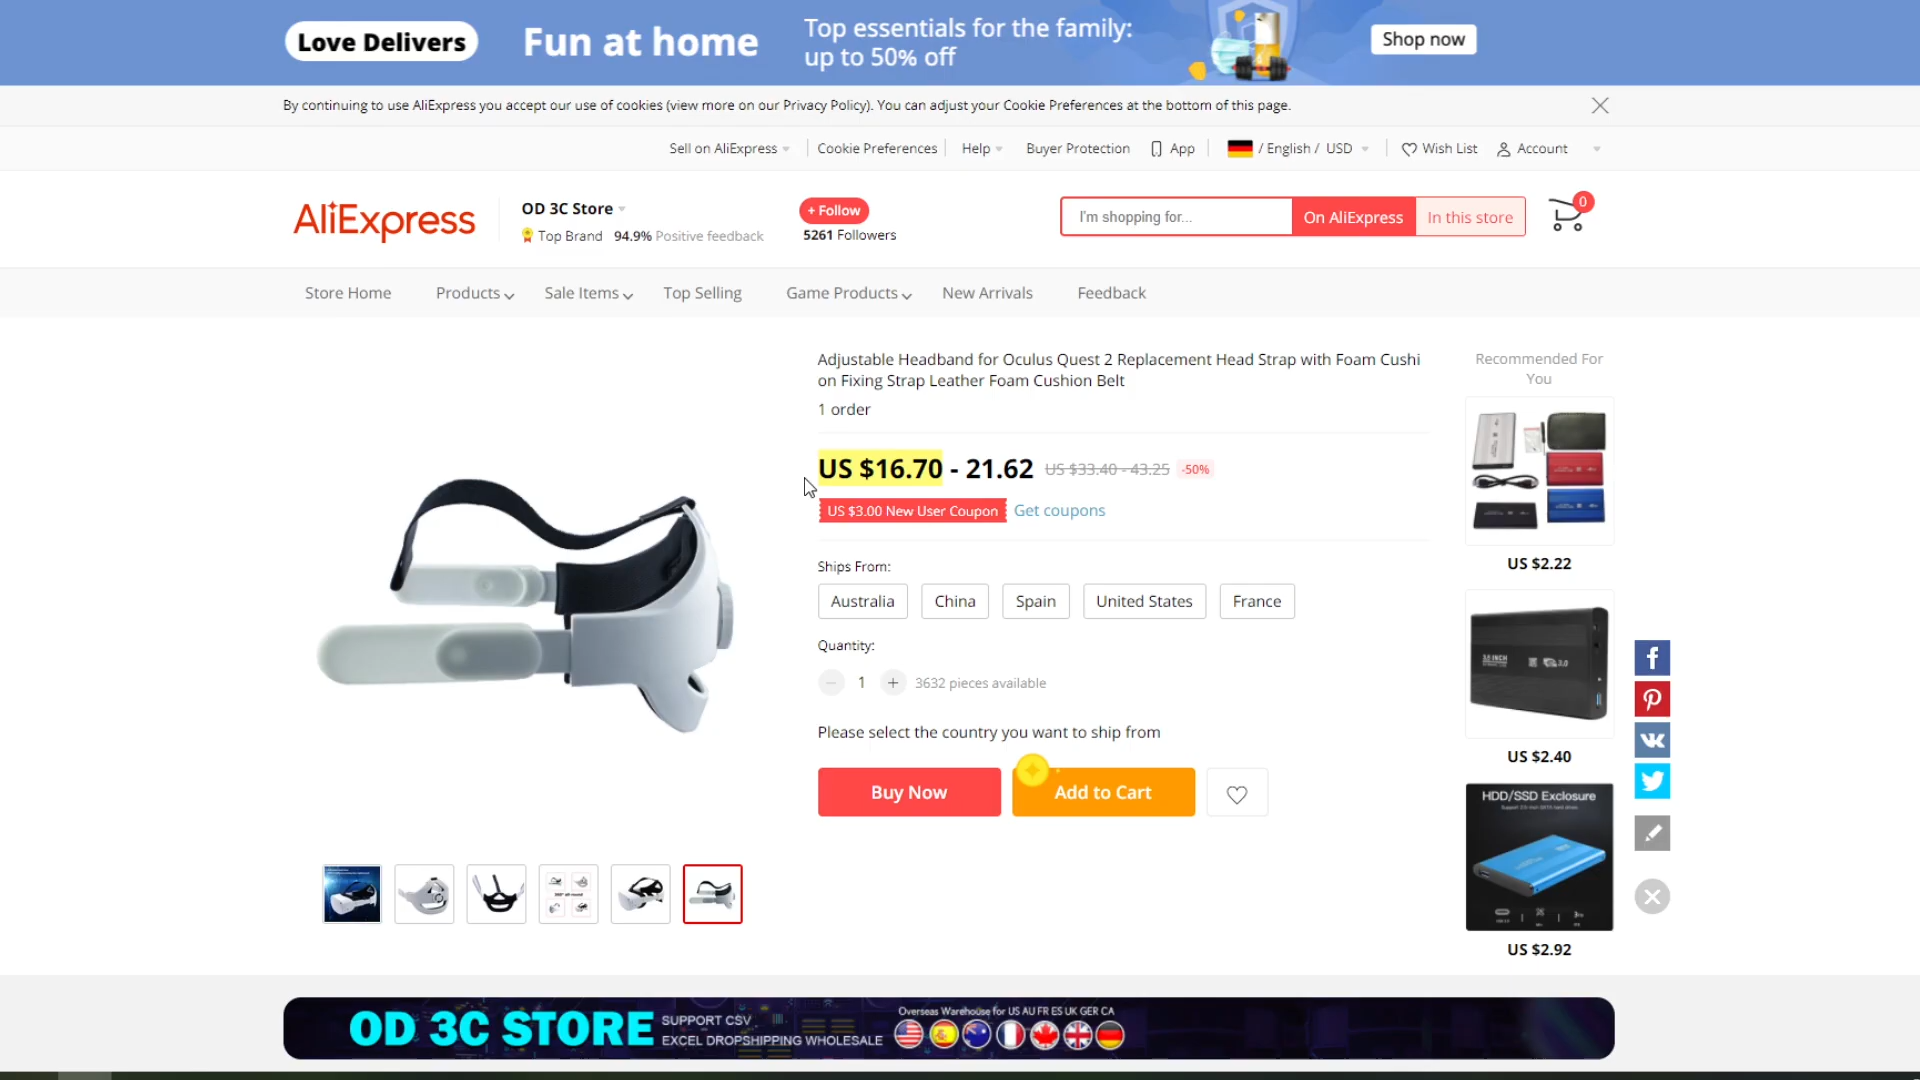 Love Delivers
Fun at home
Top essentials for the family:
up to 50% off
Shop now
By continuing to use AliExpress you accept our use of cookies (view more on our Privacy Policy). You can adjust your Cookie Preferences at the bottom of this page.
Sell on AliExpress
Cookie Preferences
Help
Buyer Protection
App
/ English / USD
Wish List
Account
AliExpress
OD 3C Store
Top Brand 94.9% Positive feedback
+ Follow
5261 Followers
I'm shopping for...
On AliExpress
In this store
0
Store Home
Products
Sale Items
Top Selling
Game Products
New Arrivals
Feedback
Adjustable Headband for Oculus Quest 2 Replacement Head Strap with Foam Cushi
on Fixing Strap Leather Foam Cushion Belt
1 order
US $16.70 - 21.62 US $33.40 - 43.25 -50%
US $3.00 New User Coupon Get coupons
Ships From:
Australia
China
Spain
United States
France
Quantity:
1
3632 pieces available
Please select the country you want to ship from
Buy Now
Add to Cart
Recommended For
You
US $2.22
US $2.40
HDD/SSD Exclosure
US $2.92
OD 3C STORE
SUPPORT CSV
EXCEL DROPSHIPPING WHOLESALE
Overseas Warehouse for US AU FR ES UK GER CA